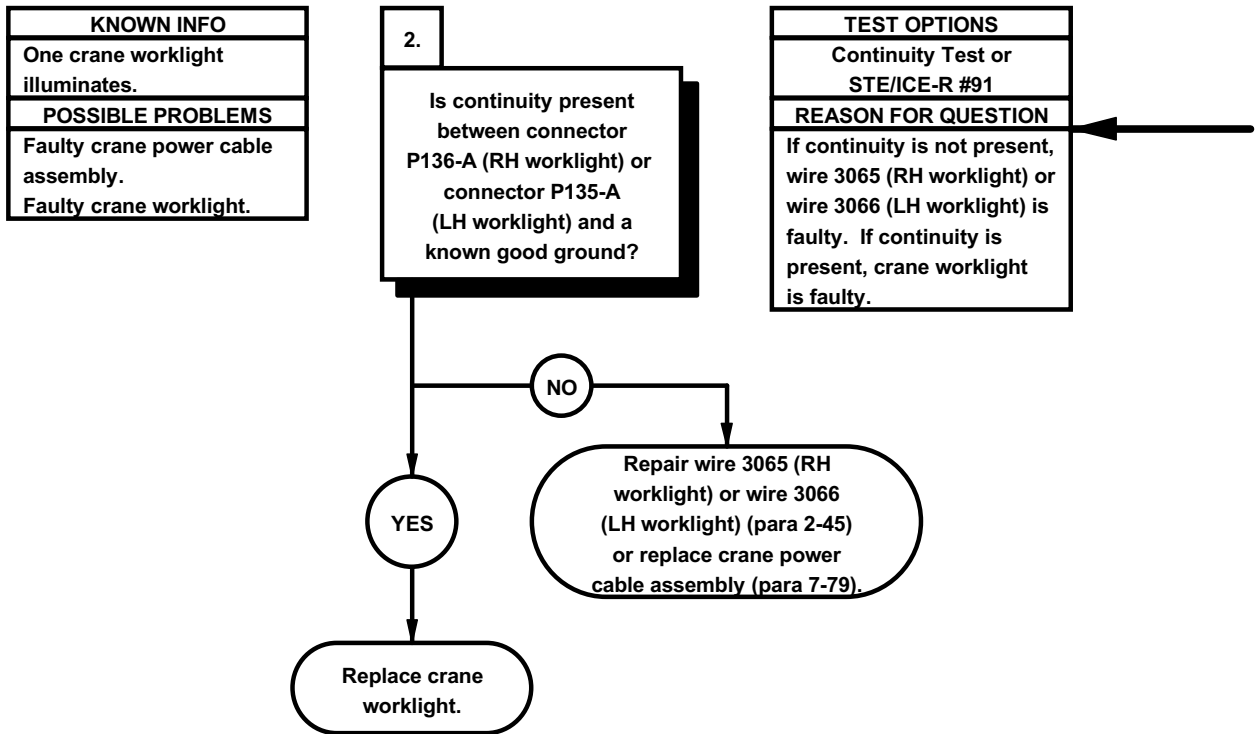 KNOWN INFO
One crane worklight
illuminates.
POSSIBLE PROBLEMS
Faulty crane power cable
assembly.
Faulty crane worklight.
2.
Is continuity present
between connector
P136-A (RH worklight) or
connector P135-A
(LH worklight) and a
known good ground?
TEST OPTIONS
Continuity Test or
STE/ICE-R #91
REASON FOR QUESTION
If continuity is not present,
wire 3065 (RH worklight) or
wire 3066 (LH worklight) is
faulty.  If continuity is
present, crane worklight
is faulty.
NO
YES
Repair wire 3065 (RH
worklight) or wire 3066
(LH worklight) (para 2-45)
or replace crane power
cable assembly (para 7-79).
Replace crane
worklight.